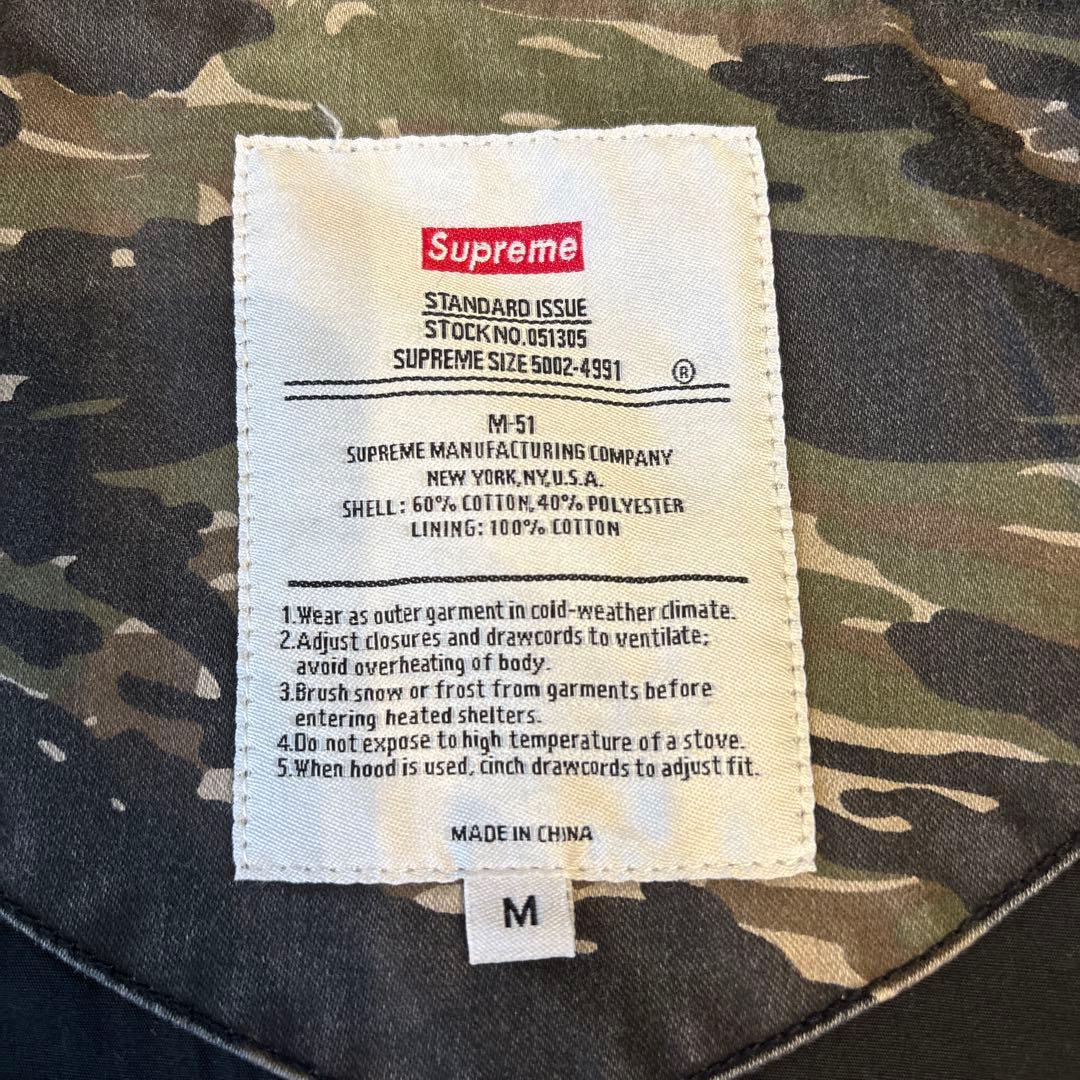 Supreme
STANDARD ISSUE
STOCK NO.051305
SUPREME SIZE 5002-4991 ®
M-51
SUPREME MANUFACTURING COMPANY
NEW YORK, NY, U.S.A.
SHELL: 60% COTTON, 40% POLYESTER
LINING: 100% COTTON
1.Wear as outer garment in cold-weather climate.
2.Adjust closures and drawcords to ventilate;
avoid overheating of body.
3.Brush snow or frost from garments before
entering heated shelters.
4.Do not expose to high temperature of a stove.
5.When hood is used, cinch drawcords to adjust fit.
MADE IN CHINA
M